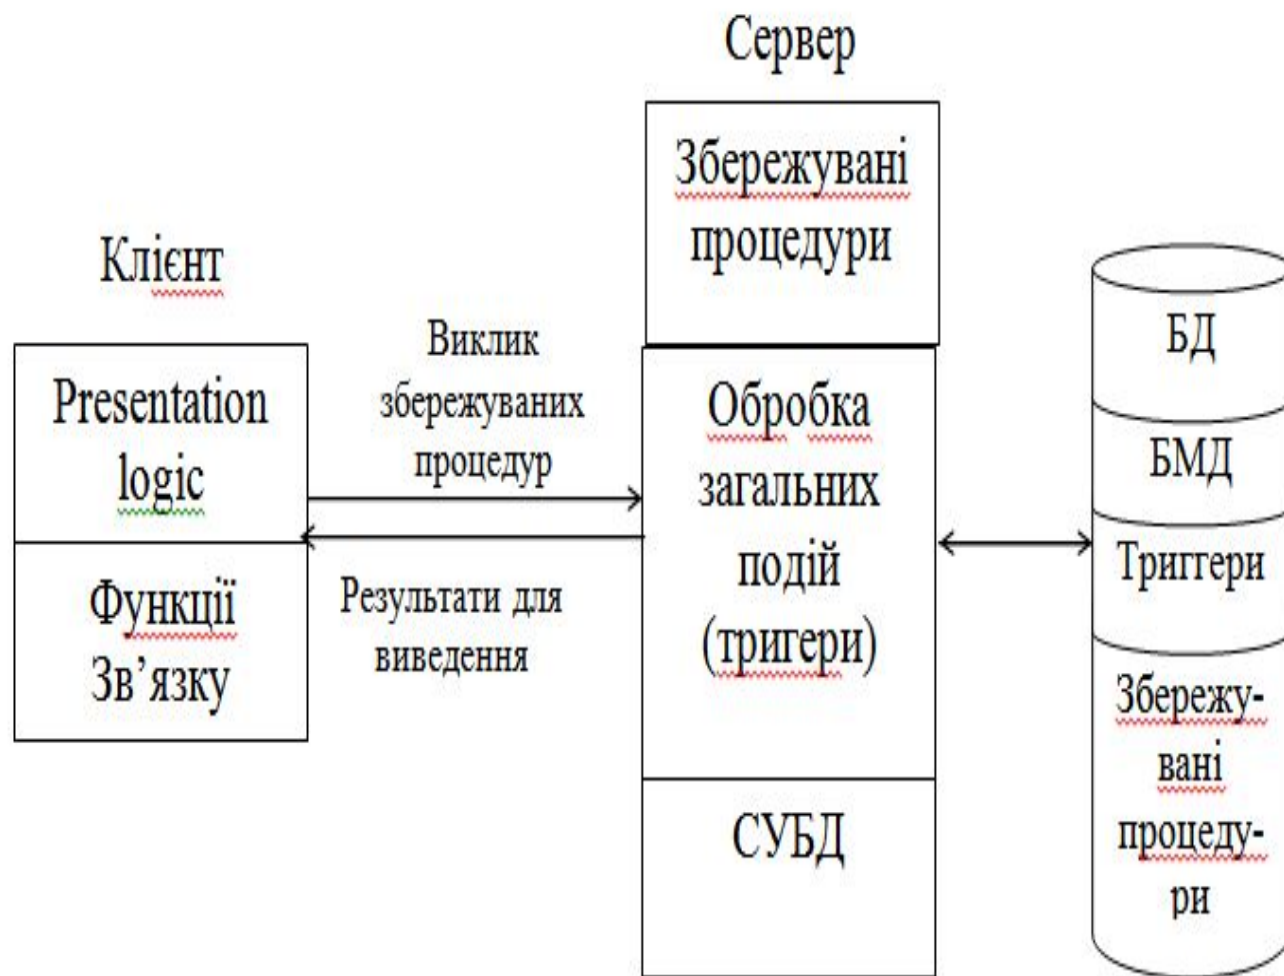 Сервер
Збережувані
процедури
Клієнт
Presentation
logic
Функції
Зв’язку
Виклик
збережуваних
процедур
Результати для
виведення
Обробка
загальних
подій
(тригери)
СУБД
БД
БМД
Триггери
Збережу-
вані
процеду-
ри